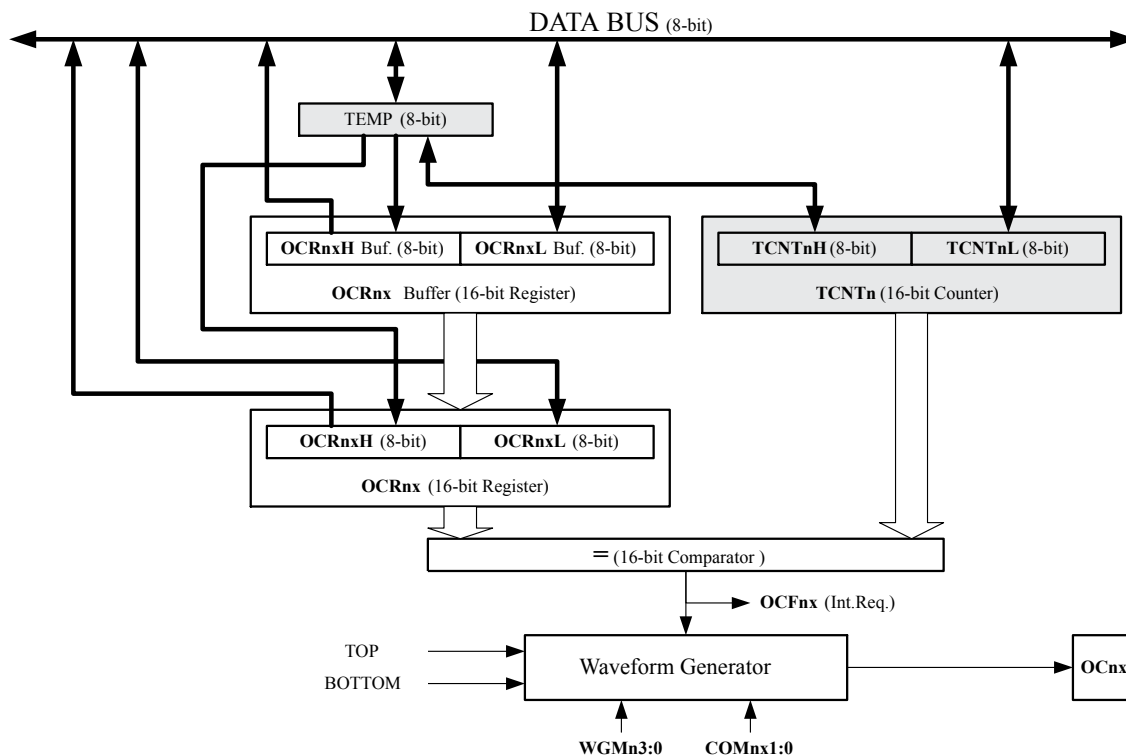 DATA BUS (8-bit)
TEMP (8-bit)
OCRnxH Buf. (8-bit) OCRnxL Buf. (8-bit)
TCNTnH (8-bit) TCNTnL (8-bit)
OCRnx Buffer (16-bit Register)
TCNTn (16-bit Counter)
OCRnxH (8-bit) OCRnxL (8-bit)
OCRnx (16-bit Register)
= (16-bit Comparator )
OCFnx (Int.Req.)
TOP
BOTTOM
Waveform Generator
OCnx
WGMn3:0 COMnx1:0